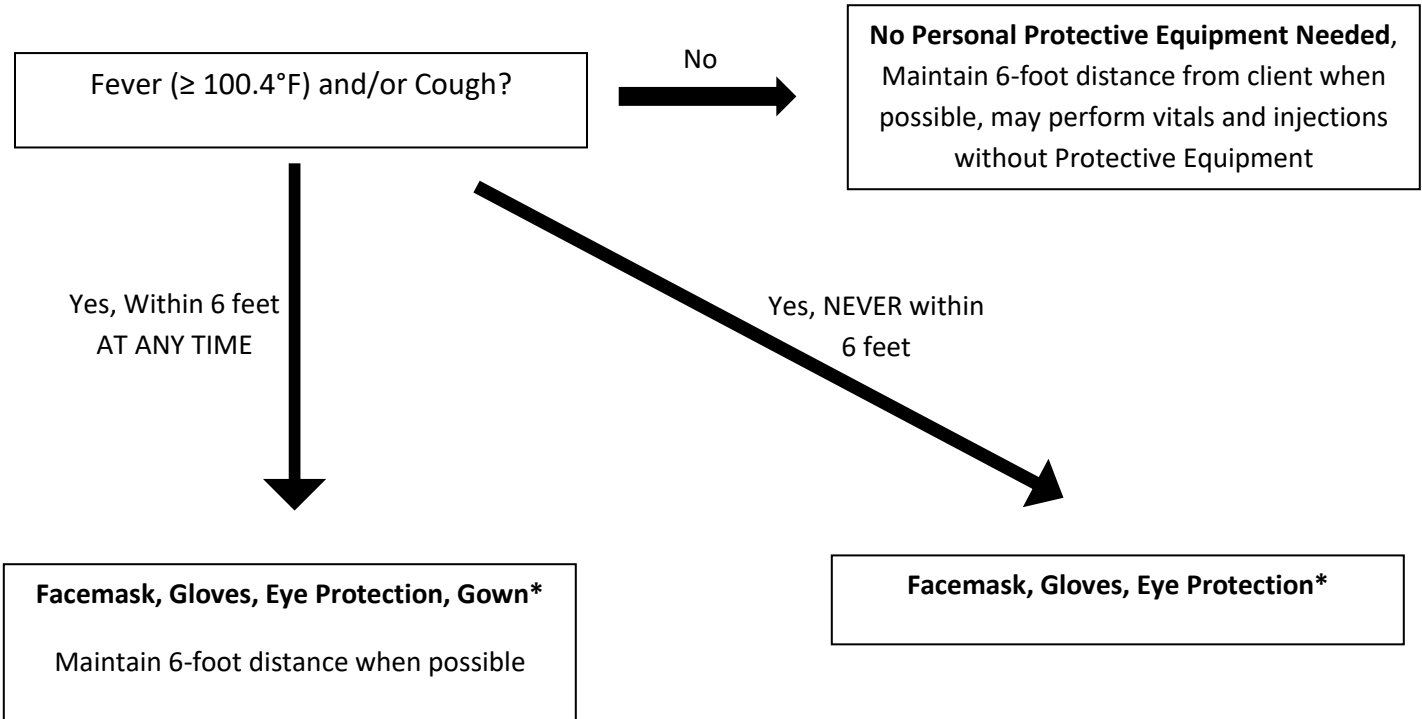 Fever (≥ 100.4°F) and/or Cough?
No
No Personal Protective Equipment Needed,
Maintain 6-foot distance from client when
possible, may perform vitals and injections
without Protective Equipment
Yes, Within 6 feet
AT ANY TIME
Yes, NEVER within
6 feet
Facemask, Gloves, Eye Protection, Gown*
Maintain 6-foot distance when possible
Facemask, Gloves, Eye Protection*